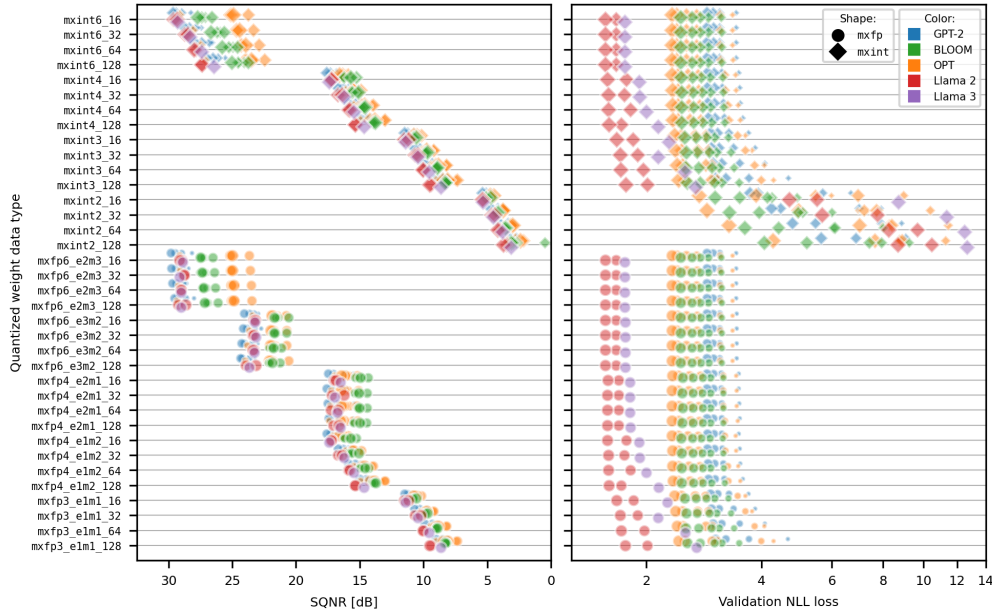 Quantized weight data type
mxint6_16
mxint6_32
mxint6_64
mxint6_128
mxint4_16
mxint4_32
mxint4_64
mxint4_128
mxint3_16
mxint3_32
mxint3_64
mxint3_128
mxint2_16
mxint2_32
mxint2_64
mxint2_128
mxfp6_e2m3_16
mxfp6_e2m3_32
mxfp6_e2m3_64
mxfp6_e2m3_128
mxfp6_e3m2_16
mxfp6_e3m2_32
mxfp6_e3m2_64
mxfp6_e3m2_128
mxfp4_e2m1_16
mxfp4_e2m1_32
mxfp4_e2m1_64
mxfp4_e2m1_128
mxfp4_e1m2_16
mxfp4_e1m2_32
mxfp4_e1m2_64
mxfp4_e1m2_128
mxfp3_e1m1_16
mxfp3_e1m1_32
mxfp3_e1m1_64
mxfp3_e1m1_128
30 25 20 15 10 5 0
SQNR [dB]
Shape:
mxfp
mxint
Color:
GPT-2
BLOOM
OPT
Llama 2
Llama 3
2 4 6 8 10 12 14
Validation NLL loss